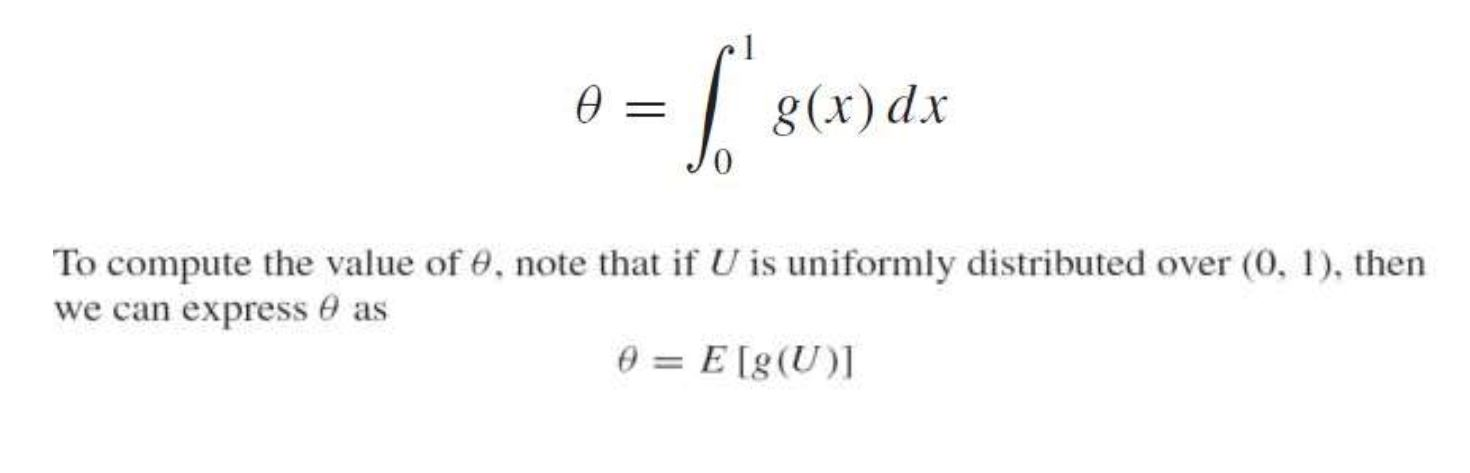 θ = ∫₀¹ g(x) dx
To compute the value of θ, note that if U is uniformly distributed over (0, 1), then
we can express θ as
θ = E [g(U)]